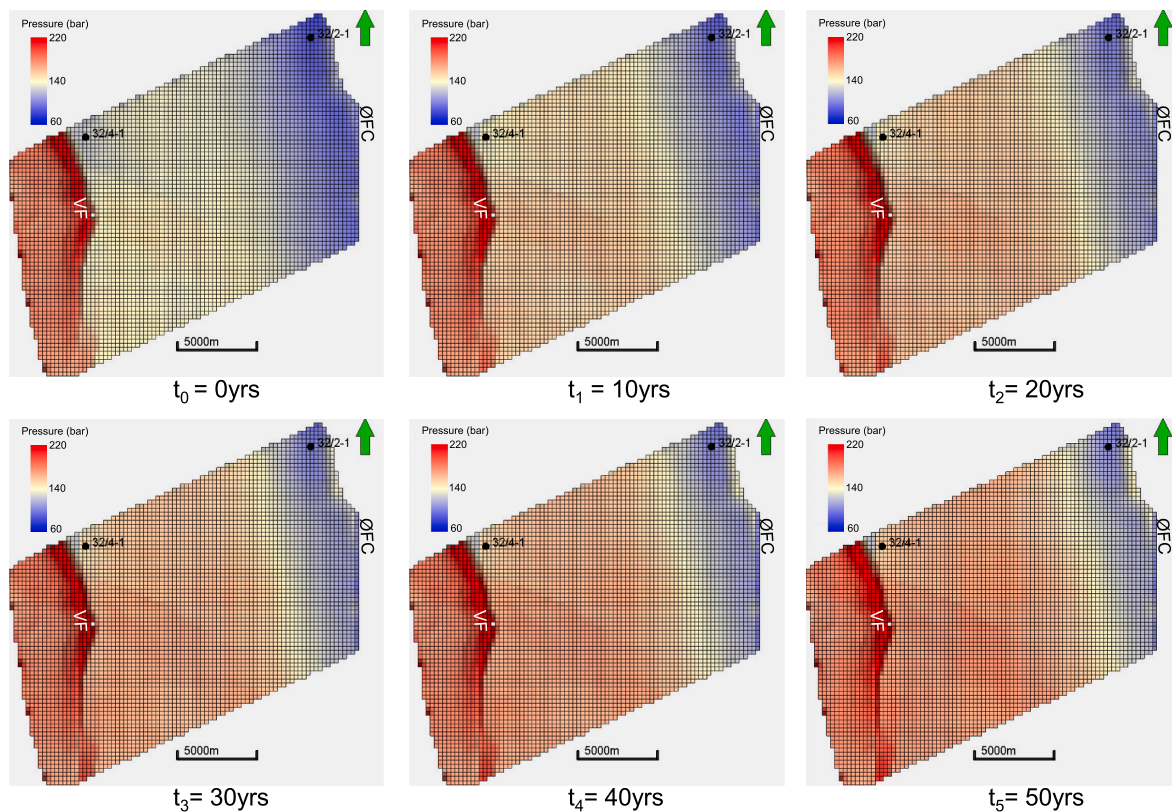 Pressure (bar)
220
140
60
32/2-1
32/4-1
ØFC
VF
5000m
t₀ = 0yrs
Pressure (bar)
220
140
60
32/2-1
32/4-1
ØFC
VF
5000m
t₁ = 10yrs
Pressure (bar)
220
140
60
32/2-1
32/4-1
ØFC
VF
5000m
t₂= 20yrs
Pressure (bar)
220
140
60
32/2-1
32/4-1
ØFC
VF
5000m
t₃= 30yrs
Pressure (bar)
220
140
60
32/2-1
32/4-1
ØFC
VF
5000m
t₄= 40yrs
Pressure (bar)
220
140
60
32/2-1
32/4-1
ØFC
VF
5000m
t₅= 50yrs